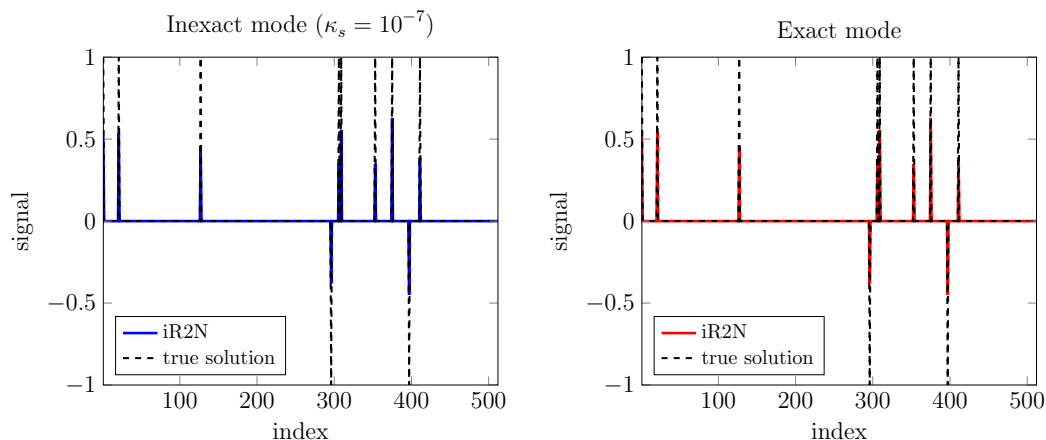 Inexact mode (κₛ = 10⁻⁷)
1
0.5
0
−0.5
−1
signal
iR2N
true solution
100 200 300 400 500
index
Exact mode
1
0.5
0
−0.5
−1
signal
iR2N
true solution
100 200 300 400 500
index